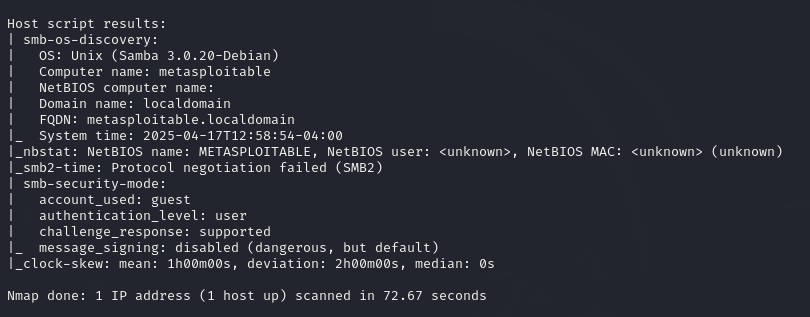 Host script results:
| smb-os-discovery:
|   OS: Unix (Samba 3.0.20-Debian)
|   Computer name: metasploitable
|   NetBIOS computer name:
|   Domain name: localdomain
|   FQDN: metasploitable.localdomain
|_  System time: 2025-04-17T12:58:54-04:00
|_nbstat: NetBIOS name: METASPLOITABLE, NetBIOS user: <unknown>, NetBIOS MAC: <unknown> (unknown)
|_smb2-time: Protocol negotiation failed (SMB2)
| smb-security-mode:
|   account_used: guest
|   authentication_level: user
|   challenge_response: supported
|_  message_signing: disabled (dangerous, but default)
|_clock-skew: mean: 1h00m00s, deviation: 2h00m00s, median: 0s
Nmap done: 1 IP address (1 host up) scanned in 72.67 seconds